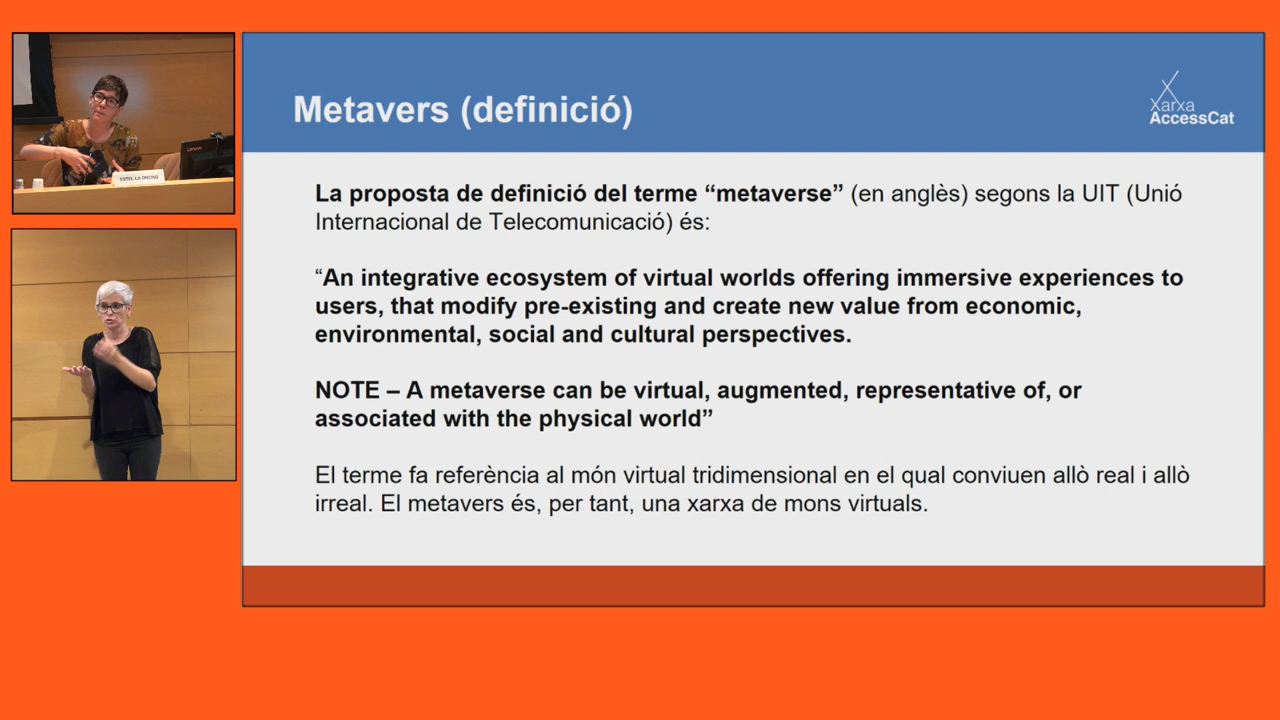 Metavers (definició)
Xarxa
AccessCat
Lenovo
ESTEL·LA ONCINS
La proposta de definició del terme “metaverse” (en anglès) segons la UIT (Unió
Internacional de Telecomunicació) és:
“An integrative ecosystem of virtual worlds offering immersive experiences to
users, that modify pre-existing and create new value from economic,
environmental, social and cultural perspectives.
NOTE – A metaverse can be virtual, augmented, representative of, or
associated with the physical world”
El terme fa referència al món virtual tridimensional en el qual conviuen allò real i allò
irreal. El metavers és, per tant, una xarxa de mons virtuals.